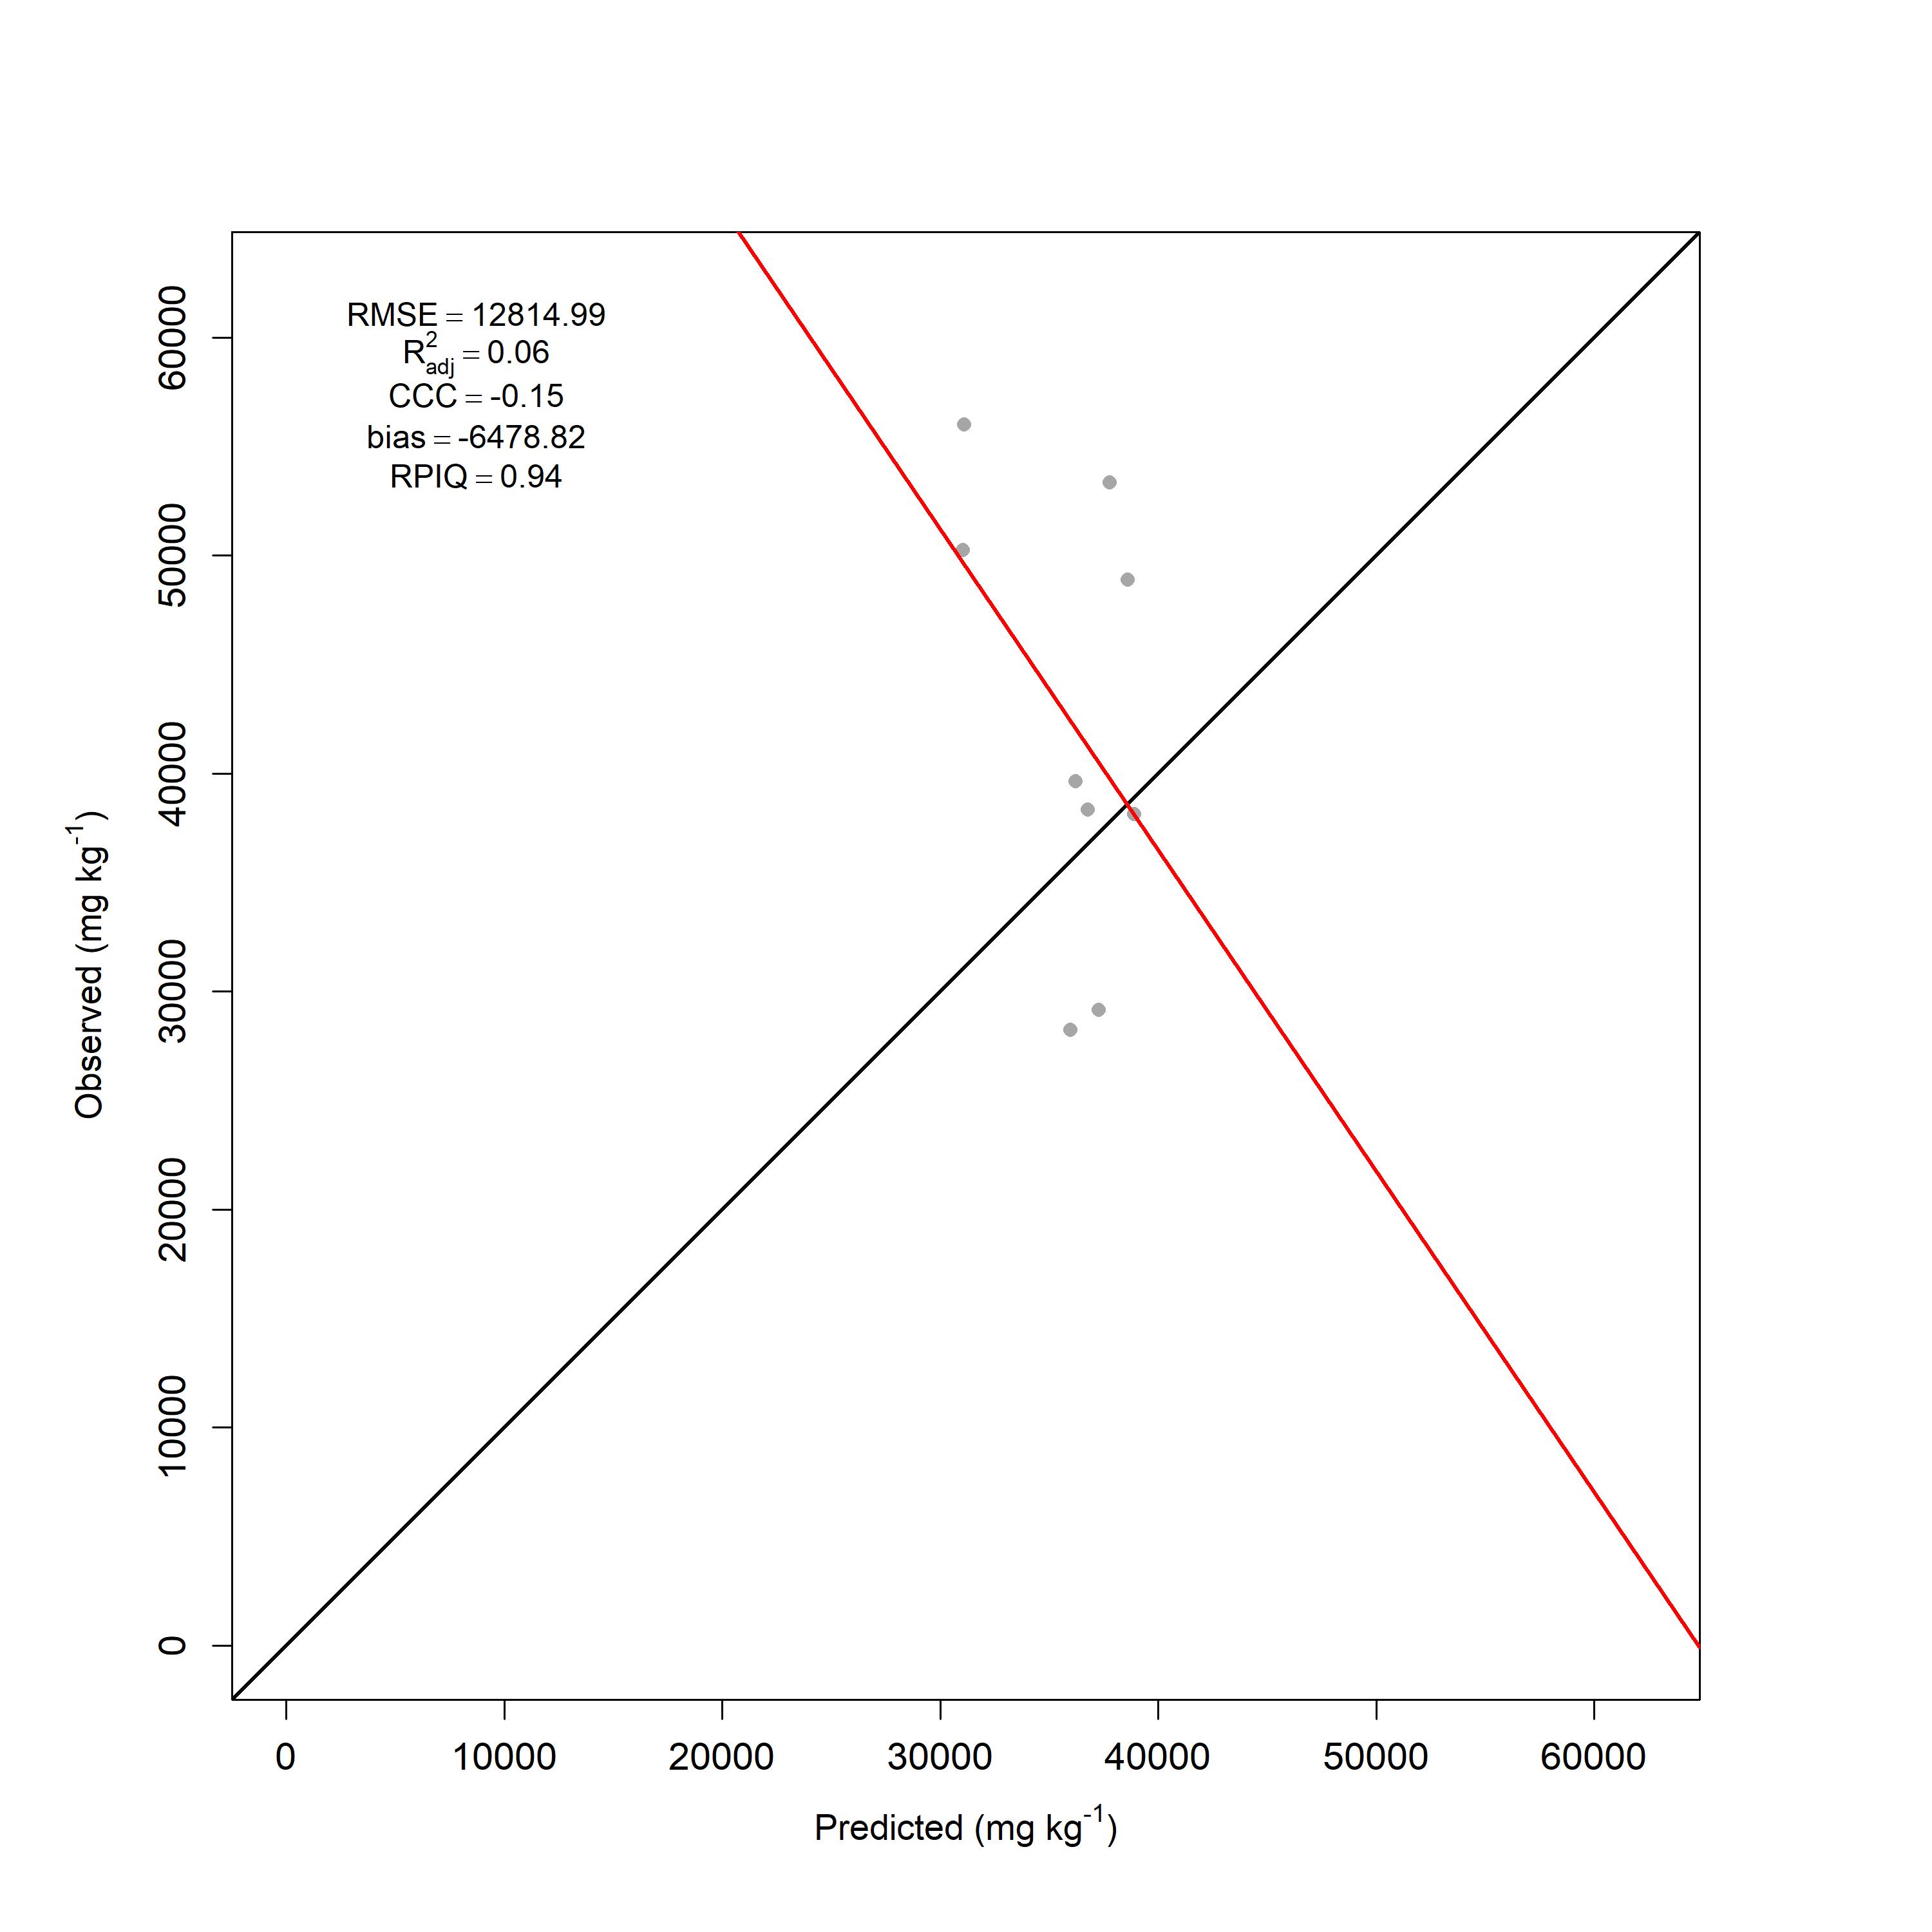 RMSE = 12814.99
R²adj = 0.06
CCC = -0.15
bias = -6478.82
RPIQ = 0.94
Observed (mg kg⁻¹)
60000
50000
40000
30000
20000
10000
0
0 10000 20000 30000 40000 50000 60000
Predicted (mg kg⁻¹)